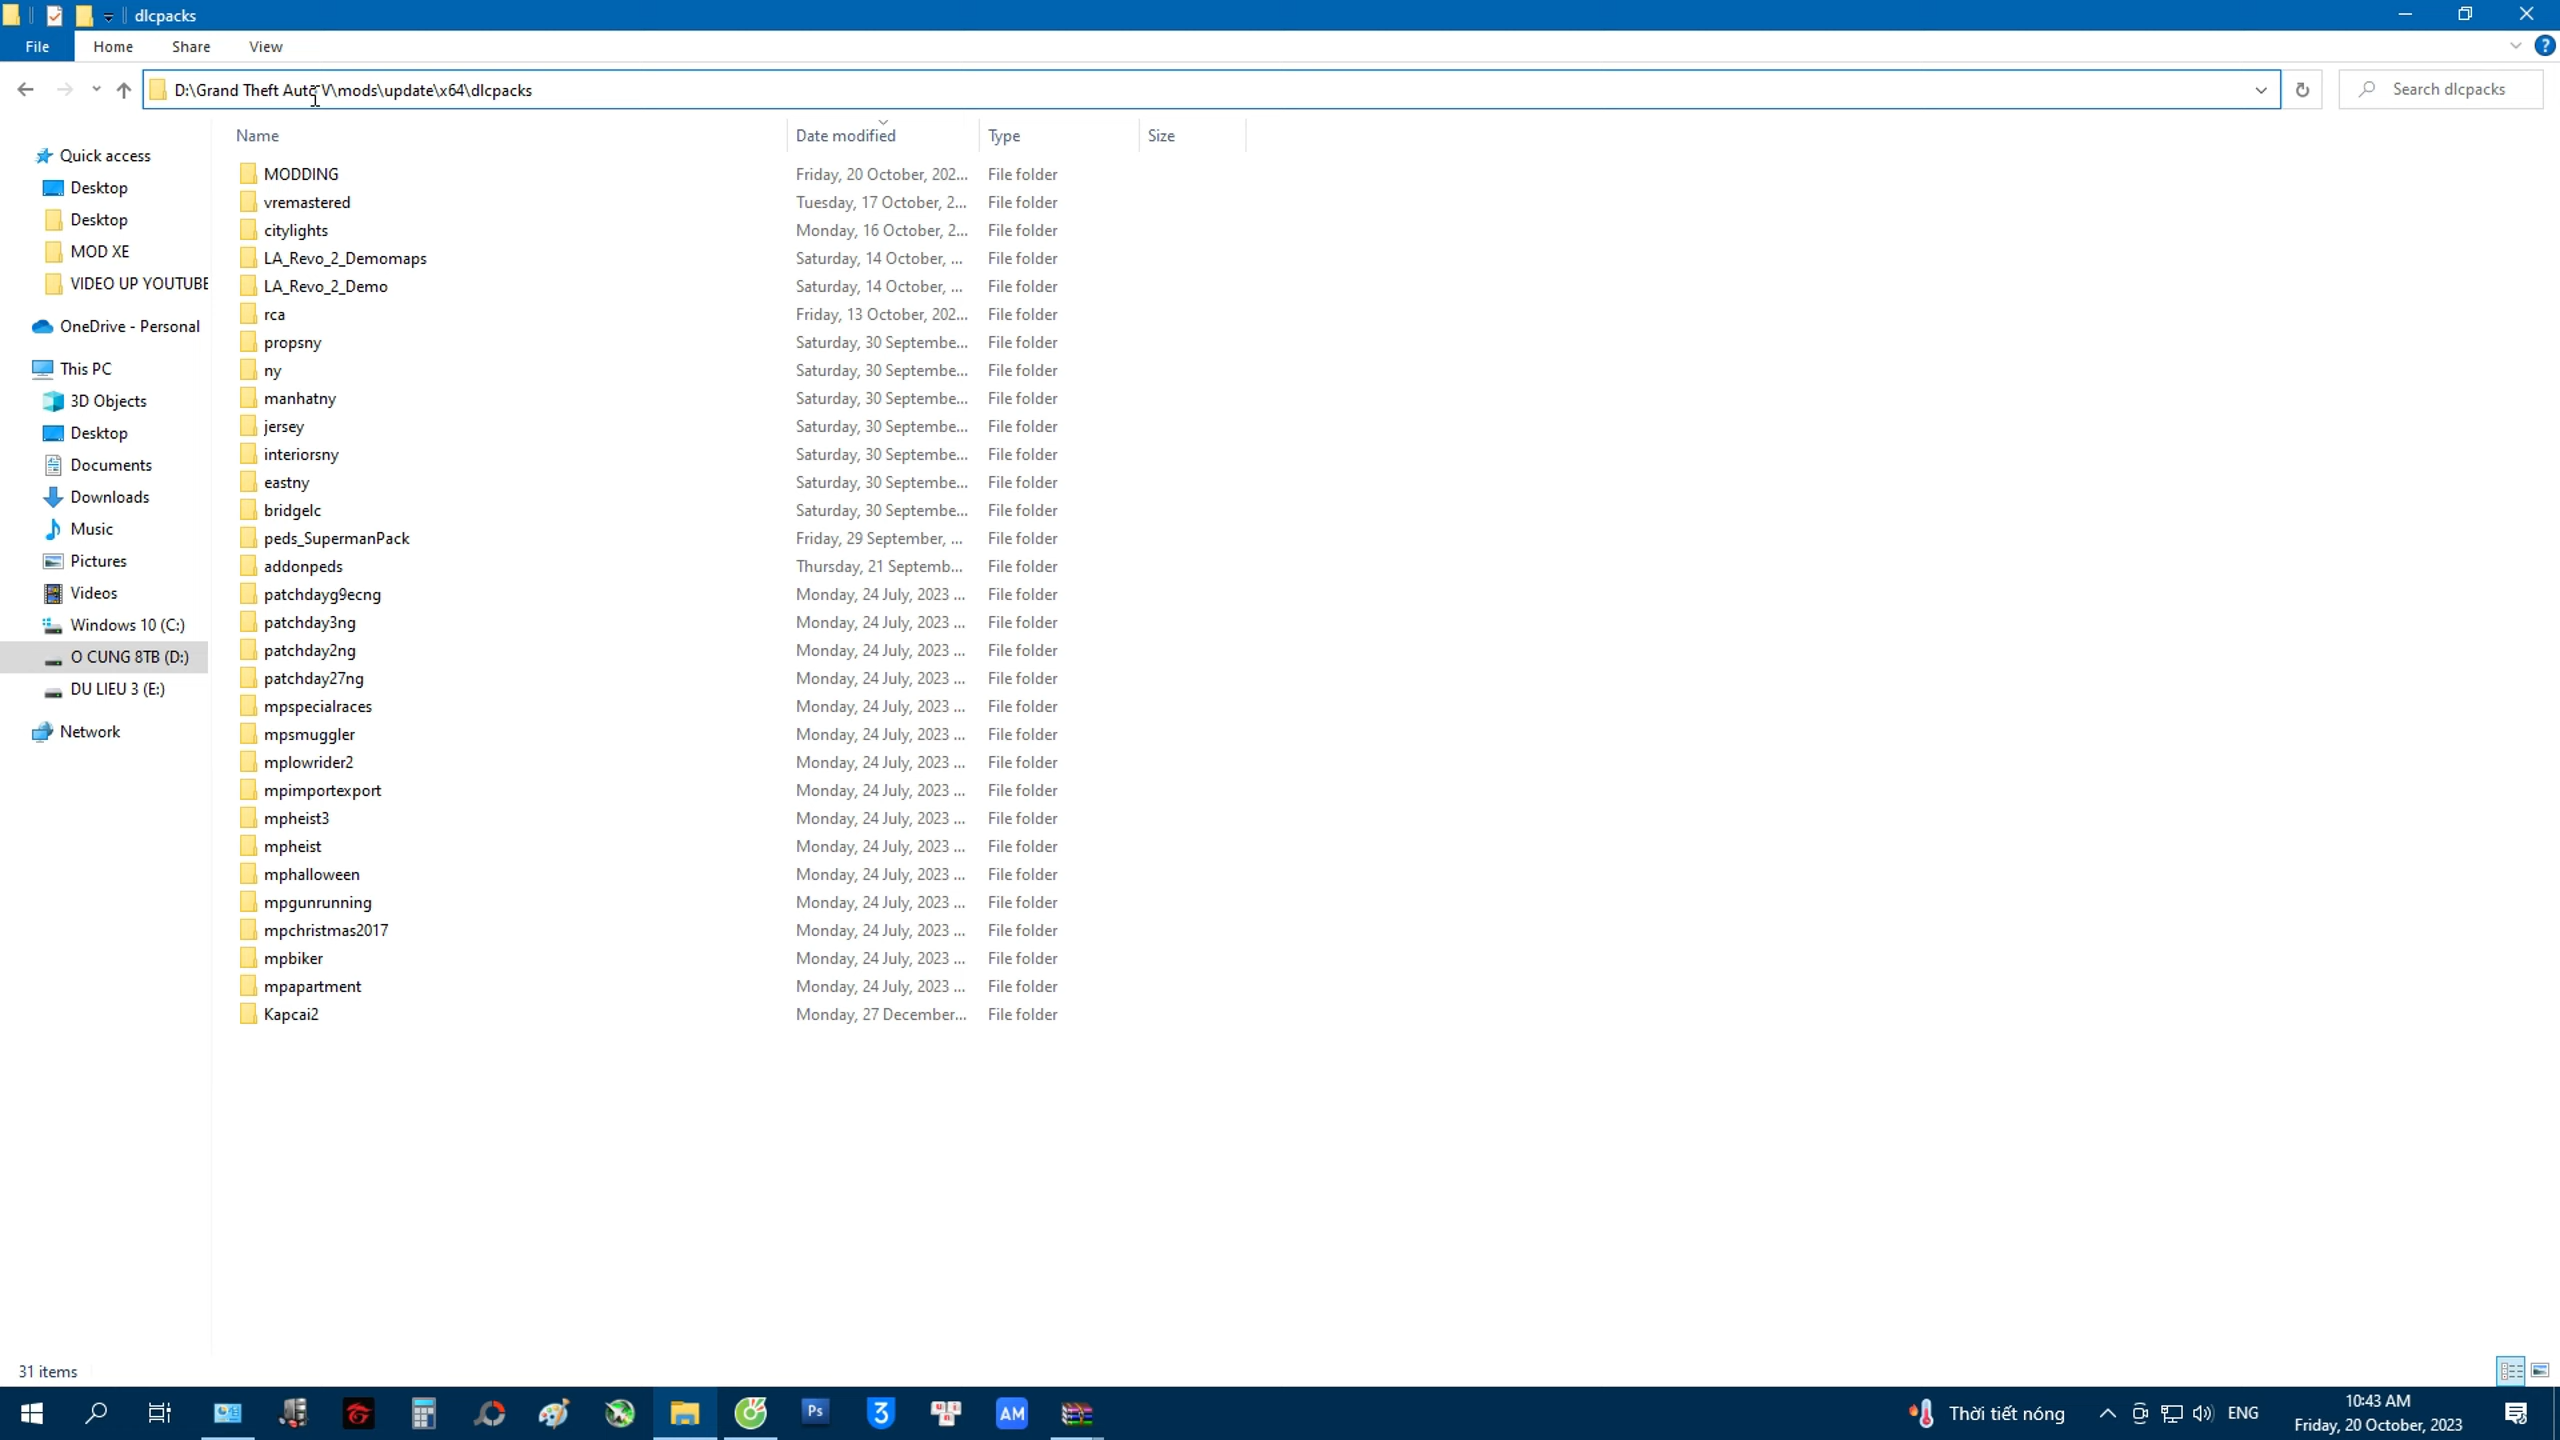 dlcpacks
File Home Share View
D:\Grand Theft Auto V\mods\update\x64\dlcpacks
Search dlcpacks
Name Date modified Type Size
Quick access
Desktop
Desktop
MOD XE
VIDEO UP YOUTUBE
OneDrive - Personal
This PC
3D Objects
Desktop
Documents
Downloads
Music
Pictures
Videos
Windows 10 (C:)
O CUNG 8TB (D:)
DU LIEU 3 (E:)
Network
MODDING Friday, 20 October, 202... File folder
vremastered Tuesday, 17 October, 2... File folder
citylights Monday, 16 October, 2... File folder
LA_Revo_2_Demomaps Saturday, 14 October, ... File folder
LA_Revo_2_Demo Saturday, 14 October, ... File folder
rca Friday, 13 October, 202... File folder
propsny Saturday, 30 Septembe... File folder
ny Saturday, 30 Septembe... File folder
manhatny Saturday, 30 Septembe... File folder
jersey Saturday, 30 Septembe... File folder
interiorsny Saturday, 30 Septembe... File folder
eastny Saturday, 30 Septembe... File folder
bridgelc Saturday, 30 Septembe... File folder
peds_SupermanPack Friday, 29 September, ... File folder
addonpeds Thursday, 21 Septemb... File folder
patchdayg9ecng Monday, 24 July, 2023 ... File folder
patchday3ng Monday, 24 July, 2023 ... File folder
patchday2ng Monday, 24 July, 2023 ... File folder
patchday27ng Monday, 24 July, 2023 ... File folder
mpspecialraces Monday, 24 July, 2023 ... File folder
mpsmuggler Monday, 24 July, 2023 ... File folder
mplowrider2 Monday, 24 July, 2023 ... File folder
mpimportexport Monday, 24 July, 2023 ... File folder
mpheist3 Monday, 24 July, 2023 ... File folder
mpheist Monday, 24 July, 2023 ... File folder
mphalloween Monday, 24 July, 2023 ... File folder
mpgunrunning Monday, 24 July, 2023 ... File folder
mpchristmas2017 Monday, 24 July, 2023 ... File folder
mpbiker Monday, 24 July, 2023 ... File folder
mpapartment Monday, 24 July, 2023 ... File folder
Kapcai2 Monday, 27 December... File folder
31 items
Ps 3 AM
Thời tiết nóng
ENG
10:43 AM
Friday, 20 October, 2023